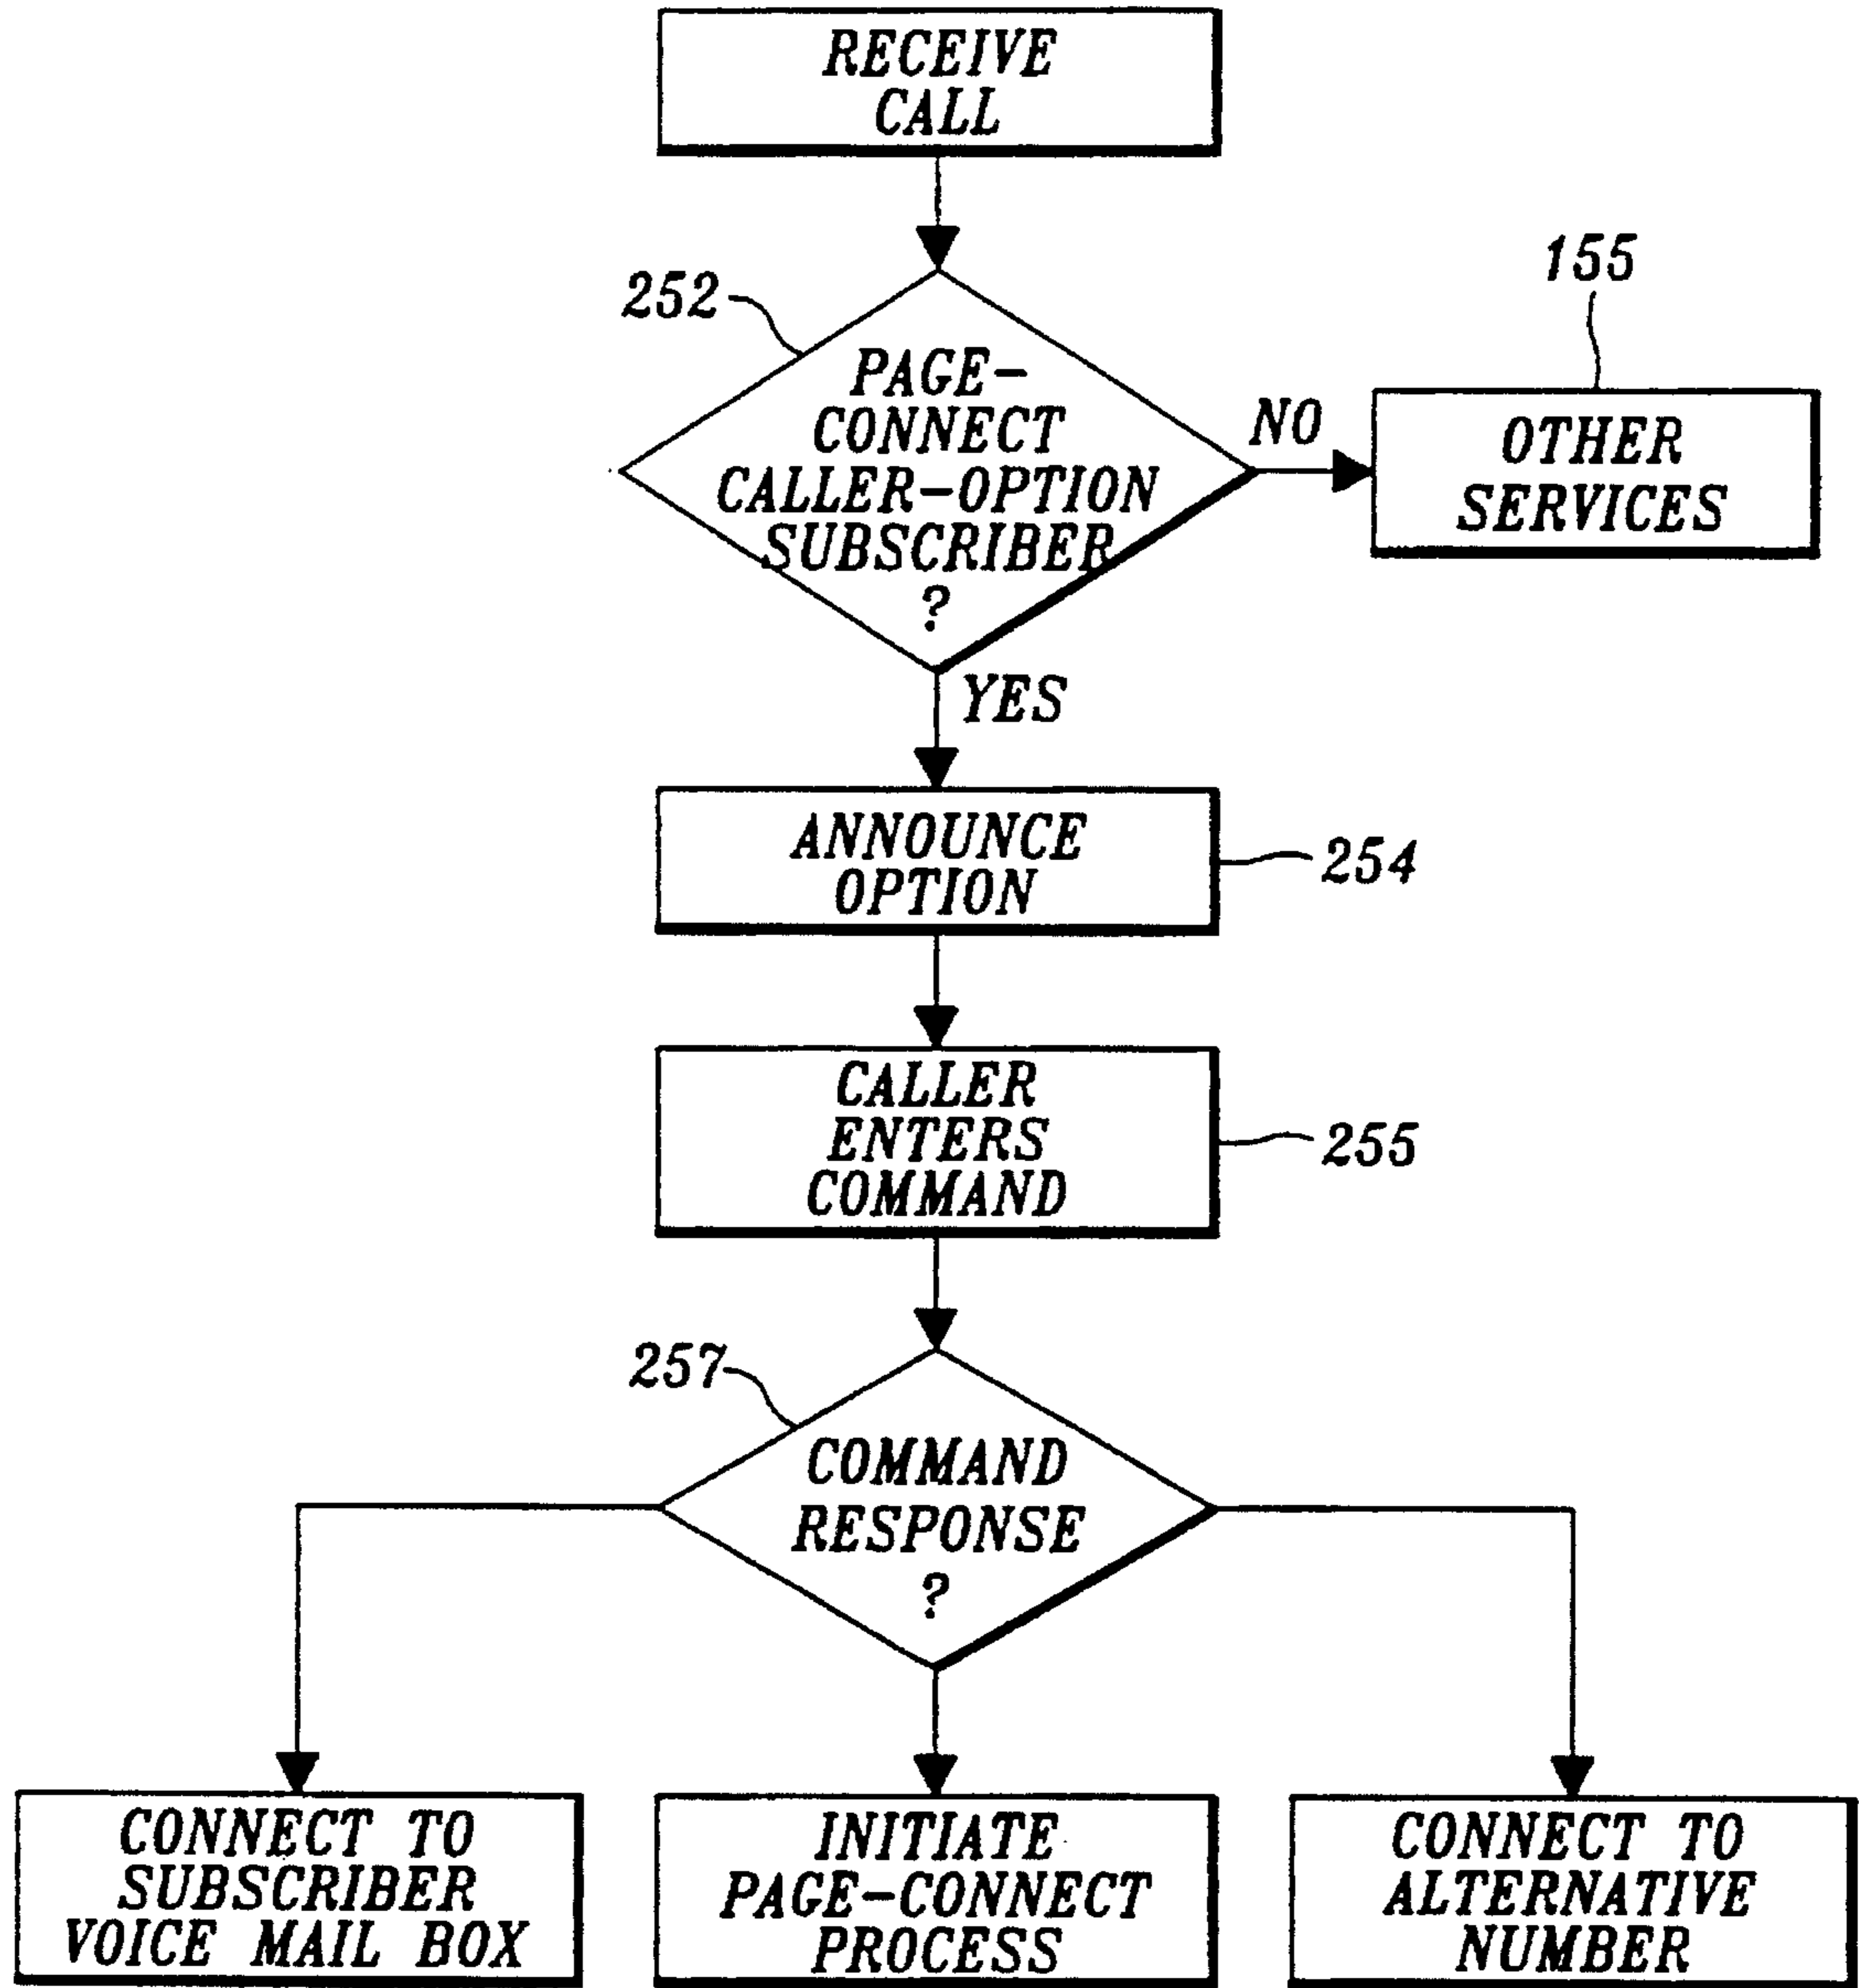 RECEIVE
CALL
252
155
PAGE-
CONNECT
CALLER-OPTION
SUBSCRIBER
?
NO
OTHER
SERVICES
YES
ANNOUNCE
OPTION
254
CALLER
ENTERS
COMMAND
255
257
COMMAND
RESPONSE
?
CONNECT TO
SUBSCRIBER
VOICE MAIL BOX
INITIATE
PAGE-CONNECT
PROCESS
CONNECT TO
ALTERNATIVE
NUMBER